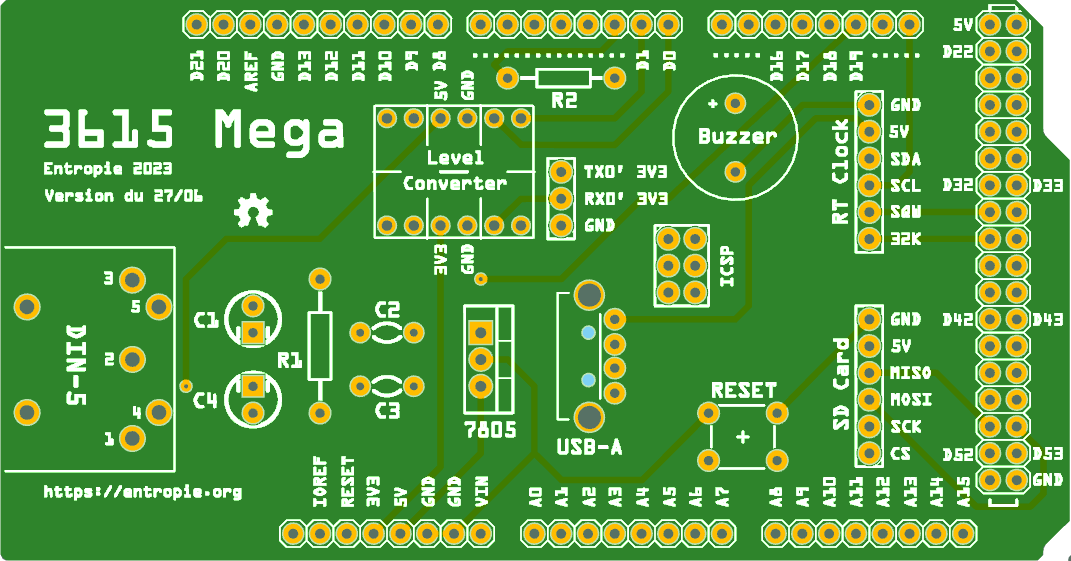 5V
D22
D21 D20 AREF GND D13 D12 D11 D10 D9 D8
5V GND
D1 D0
D16 D17 D18 D19
R2
3615 Mega
Entropie 2023
Version du 27/06
Level
Converter
TXO' 3V3
RXO' 3V3
GND
3V3 GND
+
Buzzer
RT Clock
GND
5V
SDA
SCL
SQW
32K
D32 D33
ICSP
DIN-5
3
5
2
4
1
C1
C4
R1
C2
C3
7805
USB-A
RESET
+
SD Card
GND
5V
MISO
MOSI
SCK
CS
D42 D43
D52 D53
GND
https://entropie.org
IOREF RESET 3V3 5V GND GND VIN
A0 A1 A2 A3 A4 A5 A6 A7
A8 A9 A10 A11 A12 A13 A14 A15